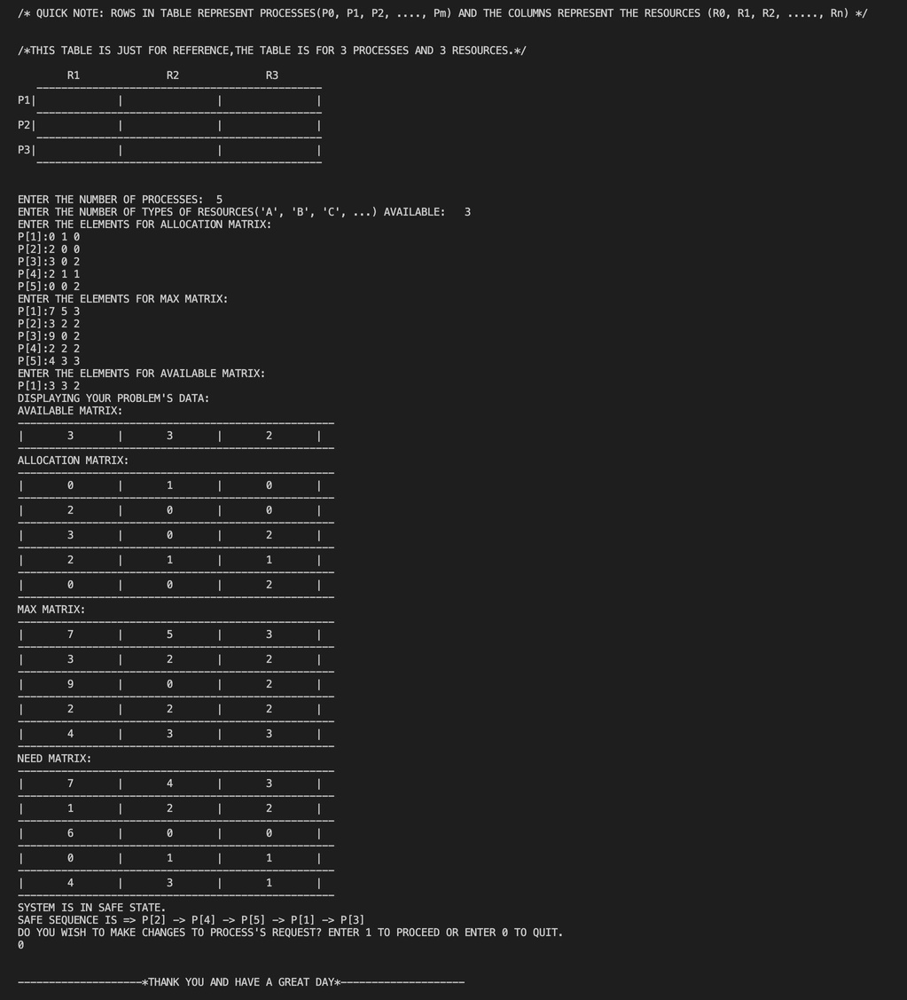 /* QUICK NOTE: ROWS IN TABLE REPRESENT PROCESSES(P0, P1, P2, ...., Pm) AND THE COLUMNS REPRESENT THE RESOURCES (R0, R1, R2, ....., Rn) */
/*THIS TABLE IS JUST FOR REFERENCE,THE TABLE IS FOR 3 PROCESSES AND 3 RESOURCES.*/
R1 R2 R3
P1| | | |
P2| | | |
P3| | | |
ENTER THE NUMBER OF PROCESSES: 5
ENTER THE NUMBER OF TYPES OF RESOURCES('A', 'B', 'C', ...) AVAILABLE: 3
ENTER THE ELEMENTS FOR ALLOCATION MATRIX:
P[1]:0 1 0
P[2]:2 0 0
P[3]:3 0 2
P[4]:2 1 1
P[5]:0 0 2
ENTER THE ELEMENTS FOR MAX MATRIX:
P[1]:7 5 3
P[2]:3 2 2
P[3]:9 0 2
P[4]:2 2 2
P[5]:4 3 3
ENTER THE ELEMENTS FOR AVAILABLE MATRIX:
P[1]:3 3 2
DISPLAYING YOUR PROBLEM'S DATA:
AVAILABLE MATRIX:
| 3 | 3 | 2 |
ALLOCATION MATRIX:
| 0 | 1 | 0 |
| 2 | 0 | 0 |
| 3 | 0 | 2 |
| 2 | 1 | 1 |
| 0 | 0 | 2 |
MAX MATRIX:
| 7 | 5 | 3 |
| 3 | 2 | 2 |
| 9 | 0 | 2 |
| 2 | 2 | 2 |
| 4 | 3 | 3 |
NEED MATRIX:
| 7 | 4 | 3 |
| 1 | 2 | 2 |
| 6 | 0 | 0 |
| 0 | 1 | 1 |
| 4 | 3 | 1 |
SYSTEM IS IN SAFE STATE.
SAFE SEQUENCE IS => P[2] -> P[4] -> P[5] -> P[1] -> P[3]
DO YOU WISH TO MAKE CHANGES TO PROCESS'S REQUEST? ENTER 1 TO PROCEED OR ENTER 0 TO QUIT.
0
--------------------*THANK YOU AND HAVE A GREAT DAY*--------------------